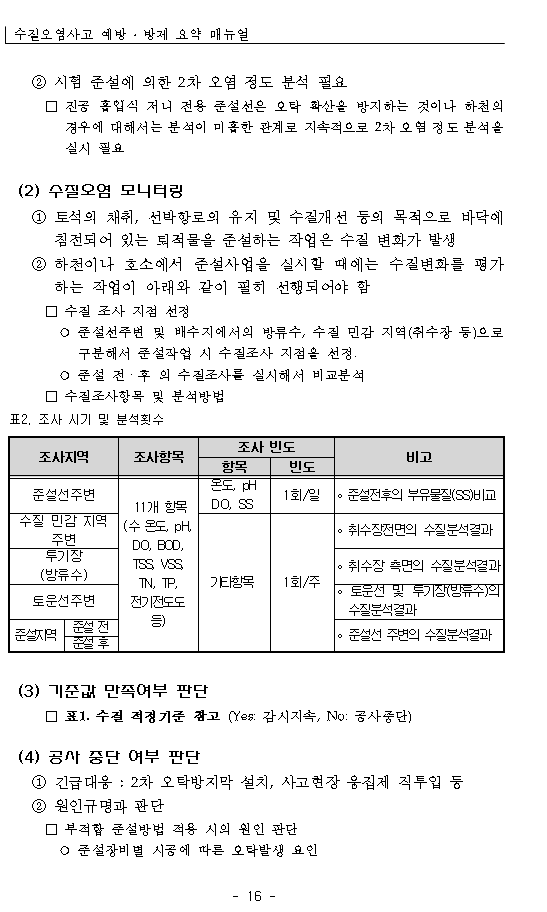 수질오염사고 예방·방제 요약 매뉴얼
② 시험 준설에 의한 2차 오염 정도 분석 필요
□ 진공 흡입식 저니 전용 준설선은 오탁 확산을 방지하는 것이나 하천의
경우에 대해서는 분석이 미흡한 관계로 지속적으로 2차 오염 정도 분석을
실시 필요
(2) 수질오염 모니터링
① 토석의 채취, 선박항로의 유지 및 수질개선 등의 목적으로 바닥에
침전되어 있는 퇴적물을 준설하는 작업은 수질 변화가 발생
② 하천이나 호소에서 준설사업을 실시할 때에는 수질변화를 평가
하는 작업이 아래와 같이 필히 선행되어야 함
□ 수질 조사 지점 선정
○ 준설선주변 및 배수지에서의 방류수, 수질 민감 지역(취수장 등)으로
구분해서 준설작업 시 수질조사 지점을 선정.
○ 준설 전·후 의 수질조사를 실시해서 비교분석
□ 수질조사항목 및 분석방법
표2. 조사 시기 및 분석횟수
조사지역 조사항목 조사 빈도 비고
항목 빈도
준설선주변 11개 항목 (수 온도, pH, DO, BOD, TSS, VSS, TN, TP, 전기전도도 등) 온도, pH DO, SS 1회/일 ∘ 준설전후의 부유물질(SS)비교
수질 민감 지역
주변 기타항목 1회/주 ∘ 취수장전면의 수질분석결과
투기장
(방류수) ∘ 취수장 측면의 수질분석결과
토운선주변 ∘ 토운선 및 투기장(방류수)의
수질분석결과
준설지역 준설 전 ∘ 준설선 주변의 수질분석결과
준설 후
(3) 기준값 만족여부 판단
□ 표1. 수질 적정기준 참고 (Yes: 감시지속, No: 공사중단)
(4) 공사 중단 여부 판단
① 긴급대응 : 2차 오탁방지막 설치, 사고현장 응집제 직투입 등
② 원인규명과 판단
□ 부적합 준설방법 적용 시의 원인 판단
○ 준설장비별 시공에 따른 오탁발생 요인
- 16 -